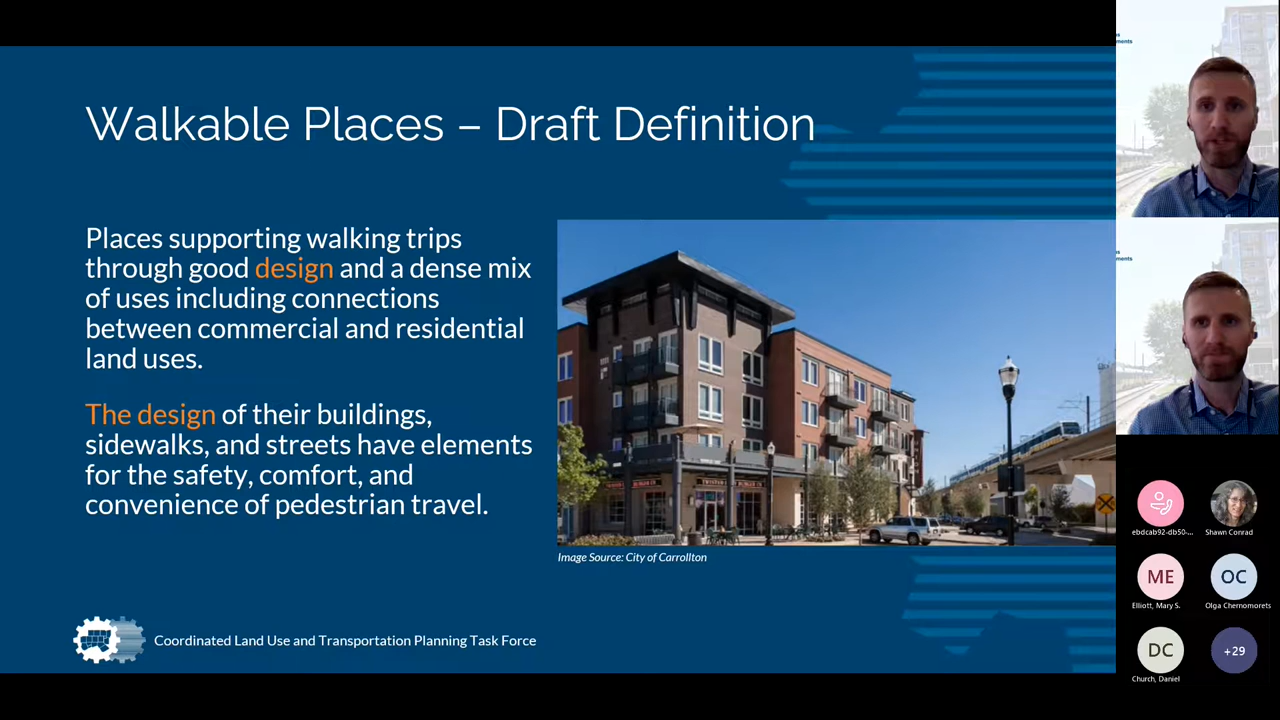 Walkable Places – Draft Definition
Places supporting walking trips
through good design and a dense mix
of uses including connections
between commercial and residential
land uses.
The design of their buildings,
sidewalks, and streets have elements
for the safety, comfort, and
convenience of pedestrian travel.
Image Source: City of Carrollton
Coordinated Land Use and Transportation Planning Task Force
ebdcab92-db50-...
Shawn Conrad
ME
OC
Elliott, Mary S.
Olga Chernomorets
DC
+29
Church, Daniel